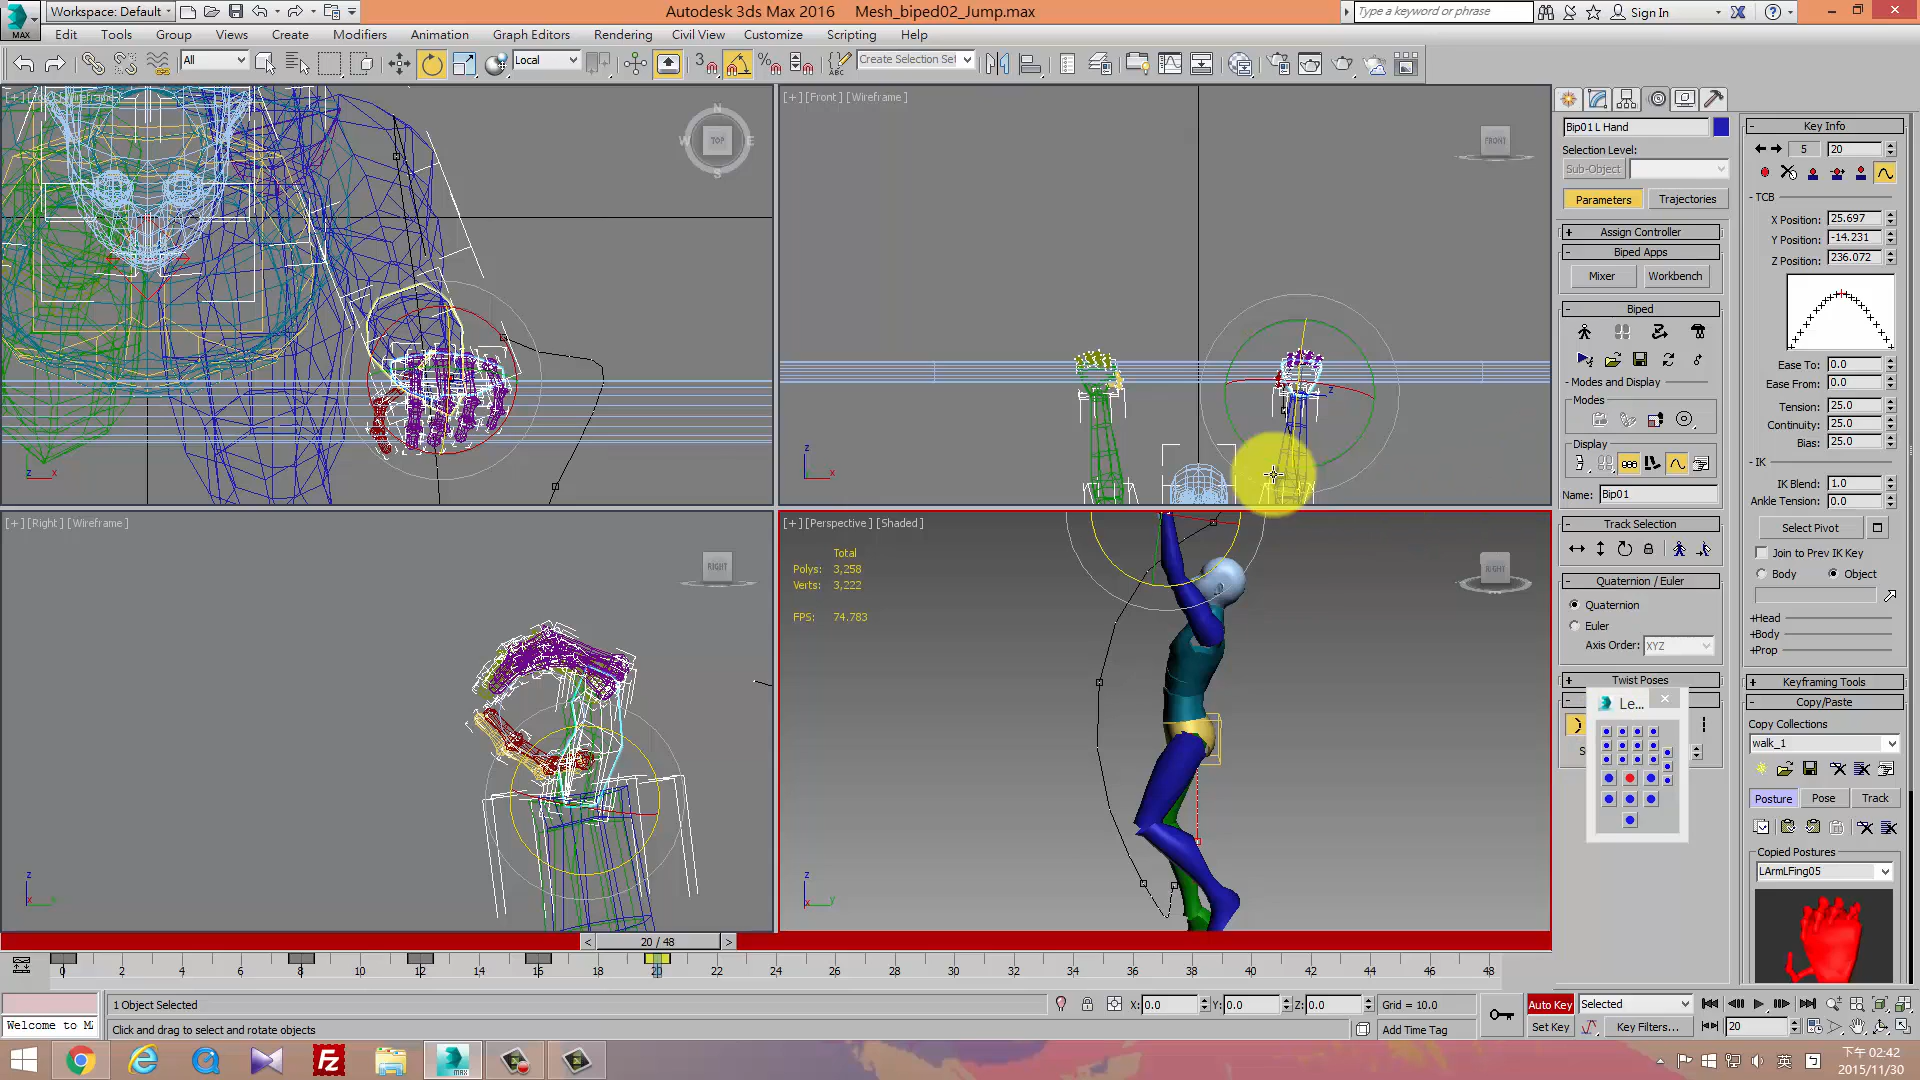 Workspace: Default
Autodesk 3ds Max 2016
Mesh_biped02_Jump.max
Type a keyword or phrase
Sign In
MAX
Edit
Tools
Group
Views
Create
Modifiers
Animation
Graph Editors
Rendering
Civil View
Customize
Scripting
Help
All
Local
Create Selection Set
[+] [Front] [Wireframe]
TOP
N
W
E
S
FRONT
z
x
z
x
z
Bip01 L Hand
Selection Level:
Sub-Object
Parameters
Trajectories
+ Assign Controller
Biped Apps
Mixer
Workbench
- Biped
- Modes and Display
Modes
Display
Name: Bip01
- Track Selection
- Quaternion / Euler
Quaternion
Euler
Axis Order: XYZ
+ Twist Poses
Le...
- Key Info
5
20
- TCB
X Position: 25.697
Y Position: -14.231
Z Position: 236.072
Ease To: 0.0
Ease From: 0.0
Tension: 25.0
Continuity: 25.0
Bias: 25.0
- IK
IK Blend: 1.0
Ankle Tension: 0.0
Select Pivot
Join to Prev IK Key
Body
Object
+Head
+Body
+Prop
+ Keyframing Tools
- Copy/Paste
Copy Collections
walk_1
Posture
Pose
Track
Copied Postures
LArmLFing05
[+] [Right] [Wireframe]
RIGHT
z
[+] [Perspective] [Shaded]
Total
Polys: 3,258
Verts: 3,222
FPS: 74.783
RIGHT
z
x
y
< 20 / 48 >
0 2 4 6 8 10 12 14 16 18 20 22 24 26 28 30 32 34 36 38 40 42 44 46 48
1 Object Selected
X: 0.0
Y: 0.0
Z: 0.0
Grid = 10.0
Auto Key
Selected
Welcome to M
Click and drag to select and rotate objects
Add Time Tag
Set Key
Key Filters...
20
下午 02:42
2015/11/30
英